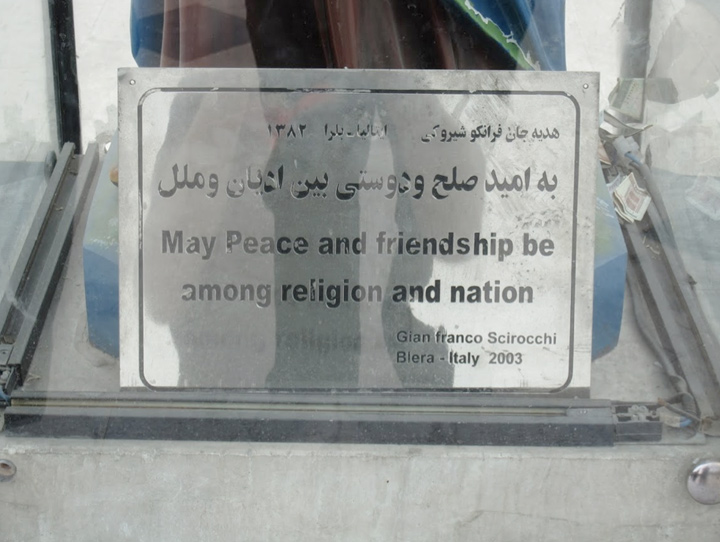 هدیه جان فرانکو شیروکی ایتالیا - بلرا ۱۳۸۲
به امید صلح ودوستی بین ادیان وملل
May Peace and friendship be
among religion and nation
Gian franco Scirocchi
Blera - Italy 2003